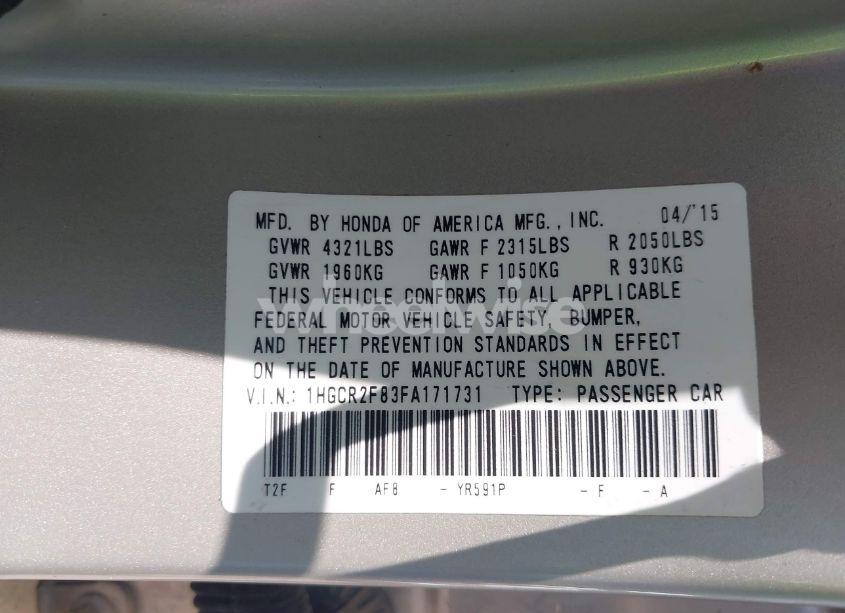 MFD. BY HONDA OF AMERICA MFG., INC. 04/'15
GVWR 4321LBS GAWR F 2315LBS R 2050LBS
GVWR 1960KG GAWR F 1050KG R 930KG
THIS VEHICLE CONFORMS TO ALL APPLICABLE
FEDERAL MOTOR VEHICLE SAFETY, BUMPER,
AND THEFT PREVENTION STANDARDS IN EFFECT
ON THE DATE OF MANUFACTURE SHOWN ABOVE.
V.I.N.: 1HGCR2F83FA171731 TYPE: PASSENGER CAR
T2F F AF8 - YR591P - F - A
wheelwise